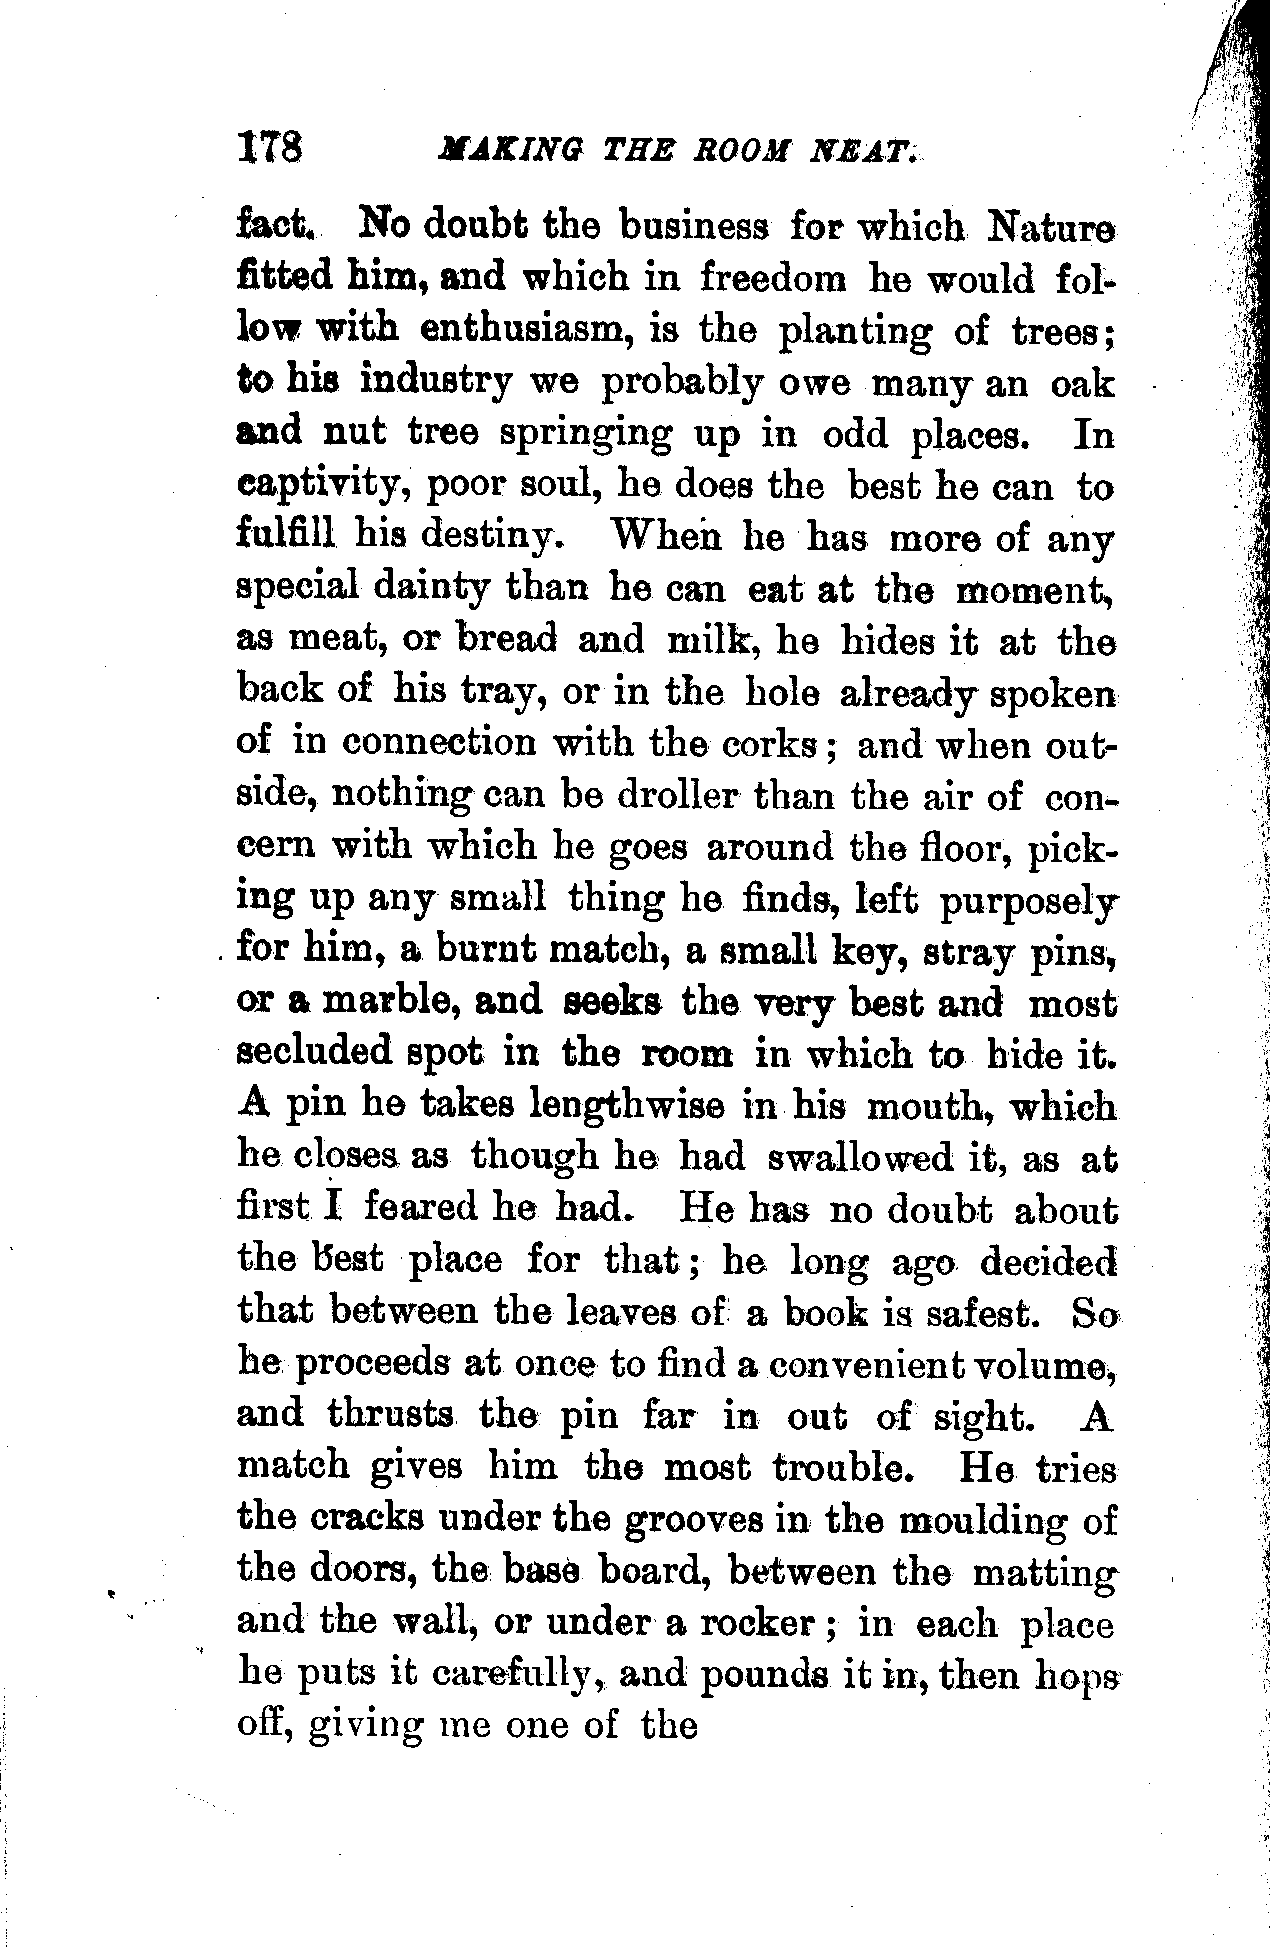 178 MAKING THE ROOM NEAT.
fact. No doubt the business for which Nature
fitted him, and which in freedom he would fol-
low with enthusiasm, is the planting of trees;
to his industry we probably owe many an oak
and nut tree springing up in odd places. In
captivity, poor soul, he does the best he can to
fulfill his destiny. When he has more of any
special dainty than he can eat at the moment,
as meat, or bread and milk, he hides it at the
back of his tray, or in the hole already spoken
of in connection with the corks; and when out-
side, nothing can be droller than the air of con-
cern with which he goes around the floor, pick-
ing up any small thing he finds, left purposely
for him, a burnt match, a small key, stray pins,
or a marble, and seeks the very best and most
secluded spot in the room in which to hide it.
A pin he takes lengthwise in his mouth, which
he closes as though he had swallowed it, as at
first I feared he had. He has no doubt about
the best place for that; he long ago decided
that between the leaves of a book is safest. So
he proceeds at once to find a convenient volume,
and thrusts the pin far in out of sight. A
match gives him the most trouble. He tries
the cracks under the grooves in the moulding of
the doors, the base board, between the matting
and the wall, or under a rocker; in each place
he puts it carefully, and pounds it in, then hops
off, giving me one of the